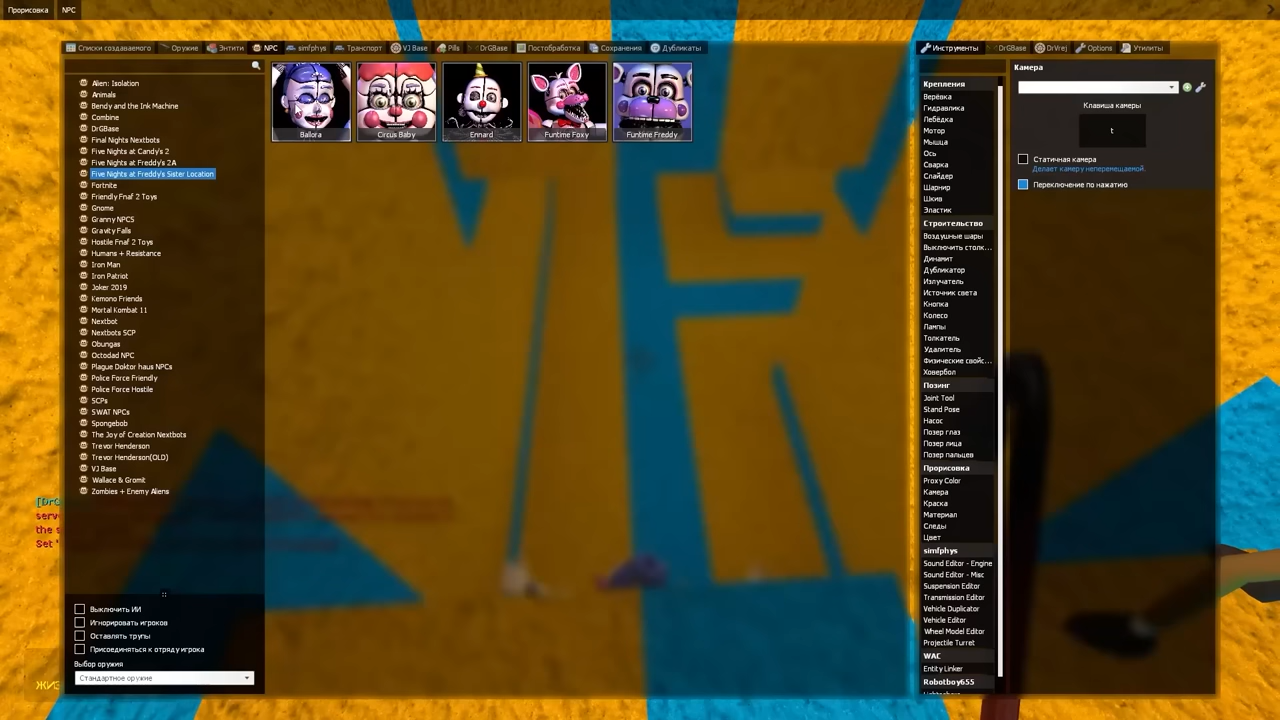 Прорисовка NPC
Списки создаваемого Оружие Энтити NPC simfphys Транспорт VJ Base Pills DrGBase Постобработка Сохранения Дубликаты
Alien: Isolation
Animals
Bendy and the Ink Machine
Combine
DrGBase
Final Nights Nextbots
Five Nights at Candy's 2
Five Nights at Freddy's 2A
Five Nights at Freddy's Sister Location
Fortnite
Friendly Fnaf 2 Toys
Gnome
Granny NPCS
Gravity Falls
Hostile Fnaf 2 Toys
Humans + Resistance
Iron Man
Iron Patriot
Joker 2019
Kemono Friends
Mortal Kombat 11
Nextbot
Nextbots SCP
Obungas
Octodad NPC
Plague Doktor haus NPCs
Police Force Friendly
Police Force Hostile
SCPs
SWAT NPCs
Spongebob
The Joy of Creation Nextbots
Trevor Henderson
Trevor Henderson(OLD)
VJ Base
Wallace & Gromit
Zombies + Enemy Aliens
Выключить ИИ
Игнорировать игроков
Оставлять трупы
Присоединяться к отряду игрока
Выбор оружия
Стандартное оружие
Ballora Circus Baby Ennard Funtime Foxy Funtime Freddy
Инструменты DrGBase DrVrej Options Утилиты
Крепления
Верёвка
Гидравлика
Лебёдка
Мотор
Мышца
Ось
Сварка
Слайдер
Шарнир
Шкив
Эластик
Строительство
Воздушные шары
Выключить столк...
Динамит
Дубликатор
Излучатель
Источник света
Кнопка
Колесо
Лампы
Толкатель
Удалитель
Физические свойс...
Ховербол
Позинг
Joint Tool
Stand Pose
Насос
Позер глаз
Позер лица
Позер пальцев
Прорисовка
Proxy Color
Камера
Краска
Материал
Следы
Цвет
simfphys
Sound Editor - Engine
Sound Editor - Misc
Suspension Editor
Transmission Editor
Vehicle Duplicator
Vehicle Editor
Wheel Model Editor
Projectile Turret
WAC
Entity Linker
Robotboy655
Камера
Клавиша камеры
t
Статичная камера
Делает камеру неперемещаемой.
Переключение по нажатию
serv
the s
Set '